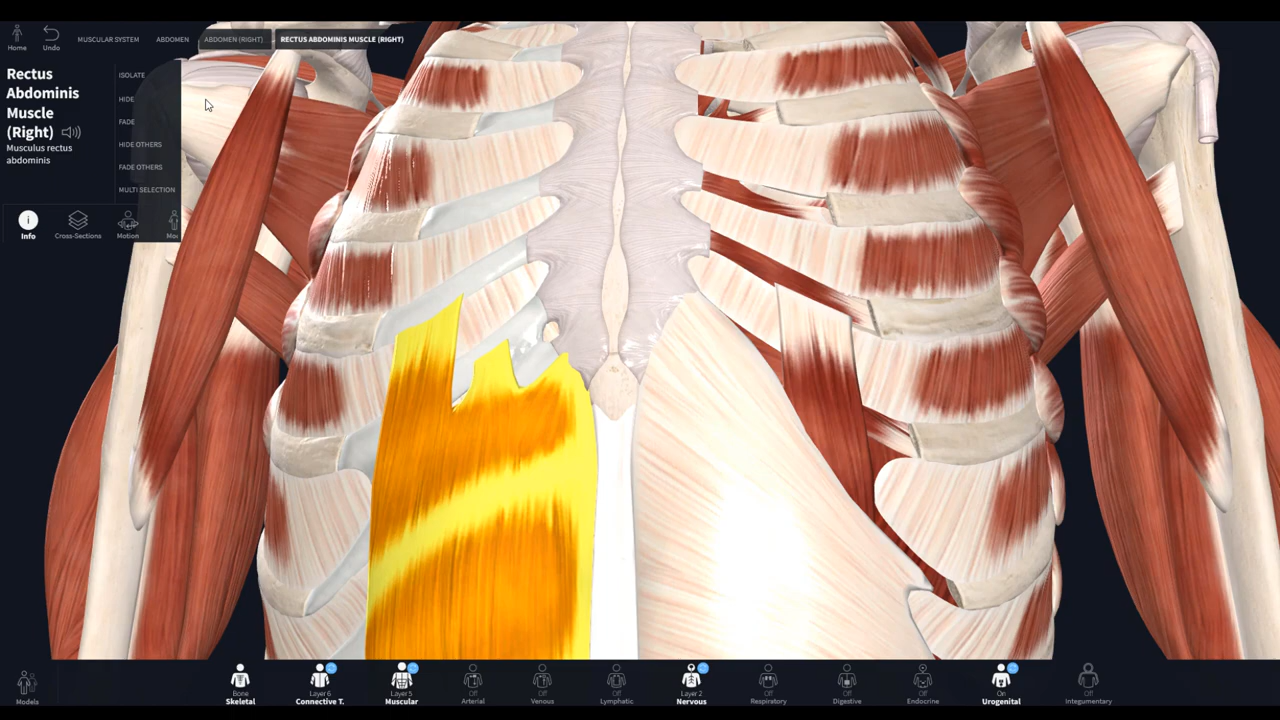 MUSCULAR SYSTEM
ABDOMEN
ABDOMEN (RIGHT)
RECTUS ABDOMINIS MUSCLE (RIGHT)
Home
Undo
Rectus
Abdominis
Muscle
(Right)
Musculus rectus
abdominis
ISOLATE
HIDE
FADE
HIDE OTHERS
FADE OTHERS
MULTI SELECTION
i
Info
Cross-Sections
Motion
Models
Bone
Skeletal
Layer 6
Connective T.
Layer 5
Muscular
Off
Arterial
Off
Venous
Off
Lymphatic
Layer 2
Nervous
Off
Respiratory
Off
Digestive
Off
Endocrine
On
Urogenital
Off
Integumentary